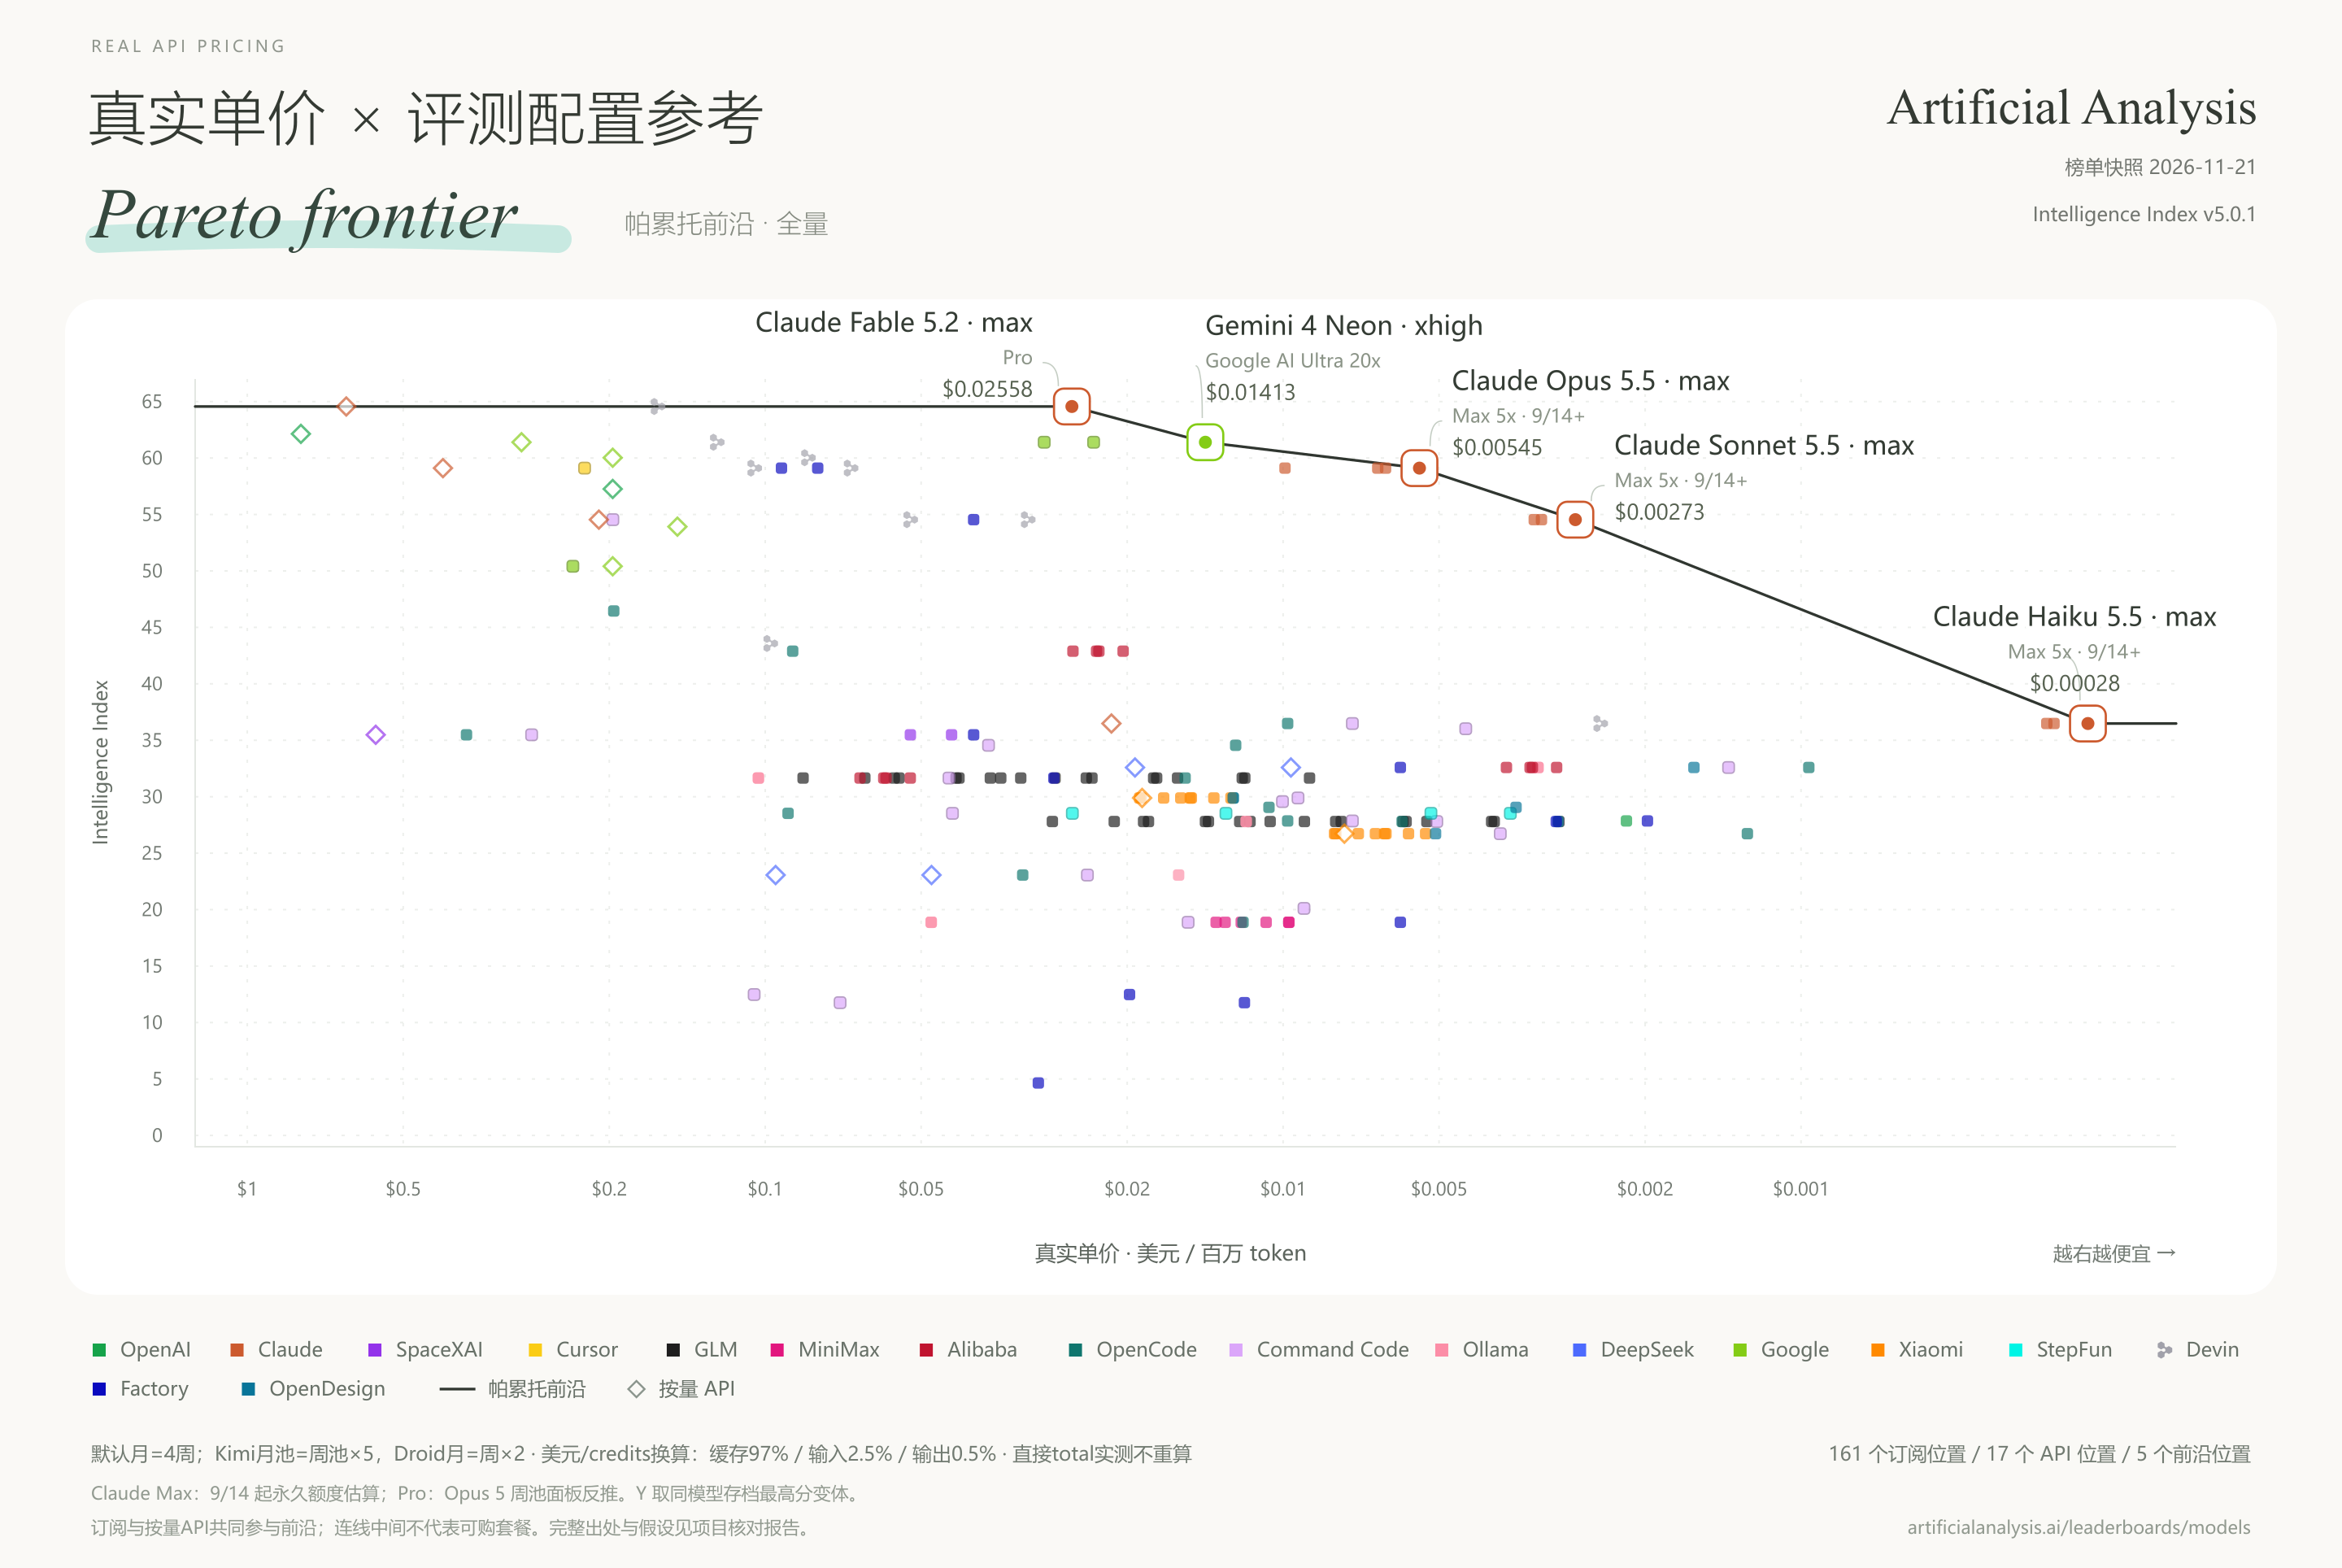 REAL API PRICING
真实单价 × 评测配置参考
Pareto frontier
帕累托前沿 · 全量
Artificial Analysis
榜单快照 2026-11-21
Intelligence Index v5.0.1
Claude Fable 5.2 · max
Pro
$0.02558
Gemini 4 Neon · xhigh
Google AI Ultra 20x
$0.01413
Claude Opus 5.5 · max
Max 5x · 9/14+
$0.00545
Claude Sonnet 5.5 · max
Max 5x · 9/14+
$0.00273
Claude Haiku 5.5 · max
Max 5x · 9/14+
$0.00028
Intelligence Index
65
60
55
50
45
40
35
30
25
20
15
10
5
0
$1 $0.5 $0.2 $0.1 $0.05 $0.02 $0.01 $0.005 $0.002 $0.001
真实单价 · 美元 / 百万 token
越右越便宜 →
OpenAI Claude SpaceXAI Cursor GLM MiniMax Alibaba OpenCode Command Code Ollama DeepSeek Google Xiaomi StepFun Devin
Factory OpenDesign 帕累托前沿 按量 API
默认月=4周；Kimi月池=周池×5，Droid月=周×2 · 美元/credits换算：缓存97% / 输入2.5% / 输出0.5% · 直接total实测不重算
161 个订阅位置 / 17 个 API 位置 / 5 个前沿位置
Claude Max：9/14 起永久额度估算；Pro：Opus 5 周池面板反推。Y 取同模型存档最高分变体。
订阅与按量API共同参与前沿；连线中间不代表可购套餐。完整出处与假设见项目核对报告。
artificialanalysis.ai/leaderboards/models